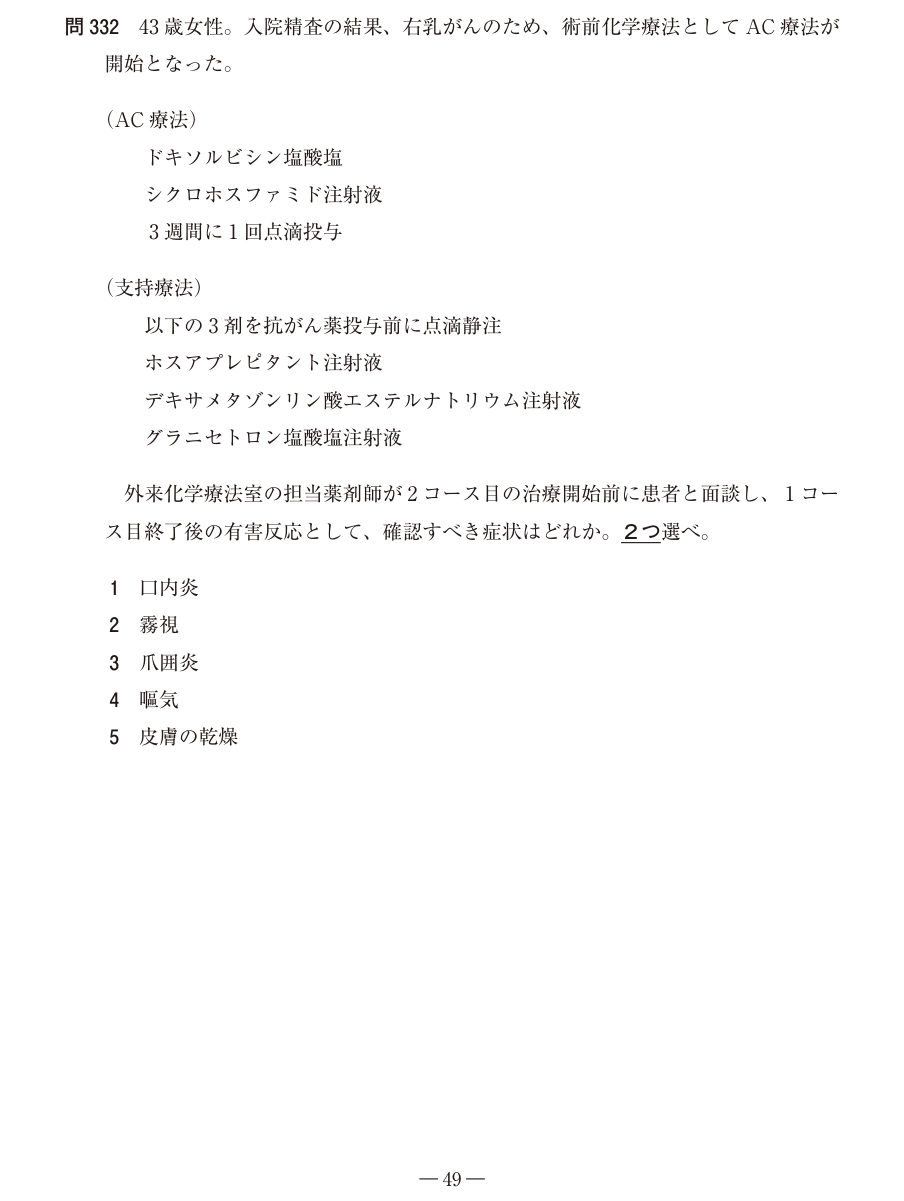 問 332 43 歳女性。入院精査の結果、右乳がんのため、術前化学療法として AC 療法が
開始となった。
（AC 療法）
ドキソルビシン塩酸塩
シクロホスファミド注射液
3 週間に 1 回点滴投与
（支持療法）
以下の 3 剤を抗がん薬投与前に点滴静注
ホスアプレピタント注射液
デキサメタゾンリン酸エステルナトリウム注射液
グラニセトロン塩酸塩注射液
外来化学療法室の担当薬剤師が 2 コース目の治療開始前に患者と面談し、1 コー
ス目終了後の有害反応として、確認すべき症状はどれか。2つ選べ。
1 口内炎
2 霧視
3 爪囲炎
4 嘔気
5 皮膚の乾燥
― 49 ―